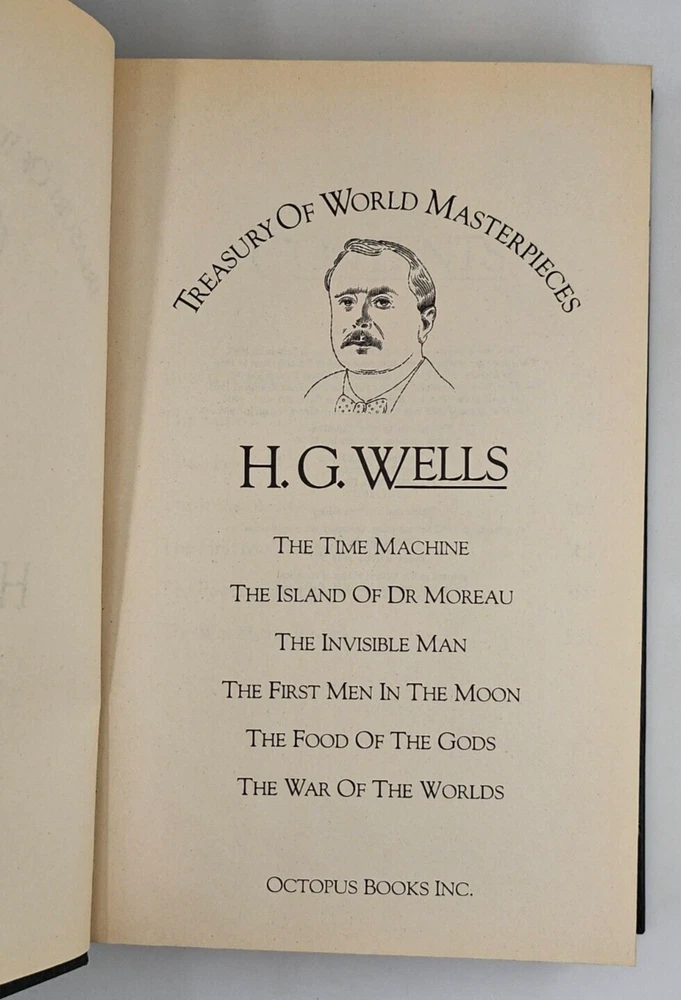 Treasury Of World Masterpieces
H. G. Wells
The Time Machine
The Island Of Dr Moreau
The Invisible Man
The First Men In The Moon
The Food Of The Gods
The War Of The Worlds
Octopus Books Inc.